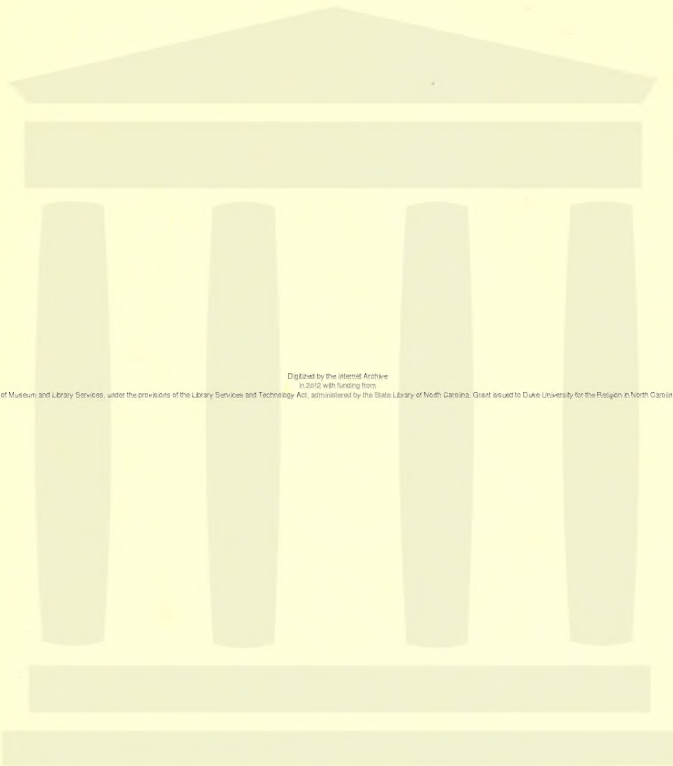 Digitized by the Internet Archive
in 2012 with funding from
of Museum and Library Services, under the provisions of the Library Services and Technology Act, administered by the State Library of North Carolina. Grant issued to Duke University for the Religion in North Carolin